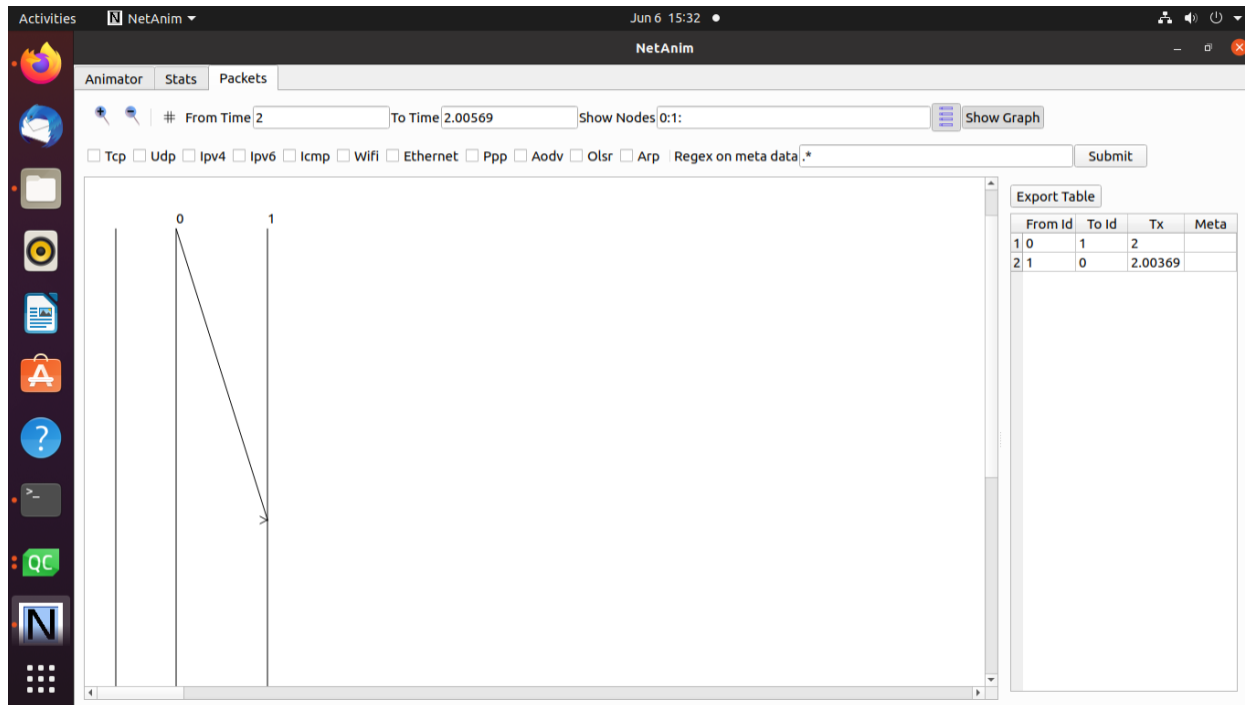 Activities NetAnim Jun 6 15:32
NetAnim
Animator Stats Packets
From Time 2 To Time 2.00569 Show Nodes 0:1: Show Graph
Tcp Udp Ipv4 Ipv6 Icmp Wifi Ethernet Ppp Aodv Olsr Arp Regex on meta data .* Submit
Export Table
From Id To Id Tx Meta
1 0 1 2
2 1 0 2.00369
0 1
A
?
>_
QC
N